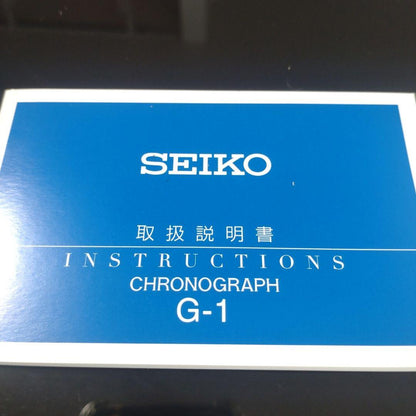 SEIKO
取扱説明書
INSTRUCTIONS
CHRONOGRAPH
G-1